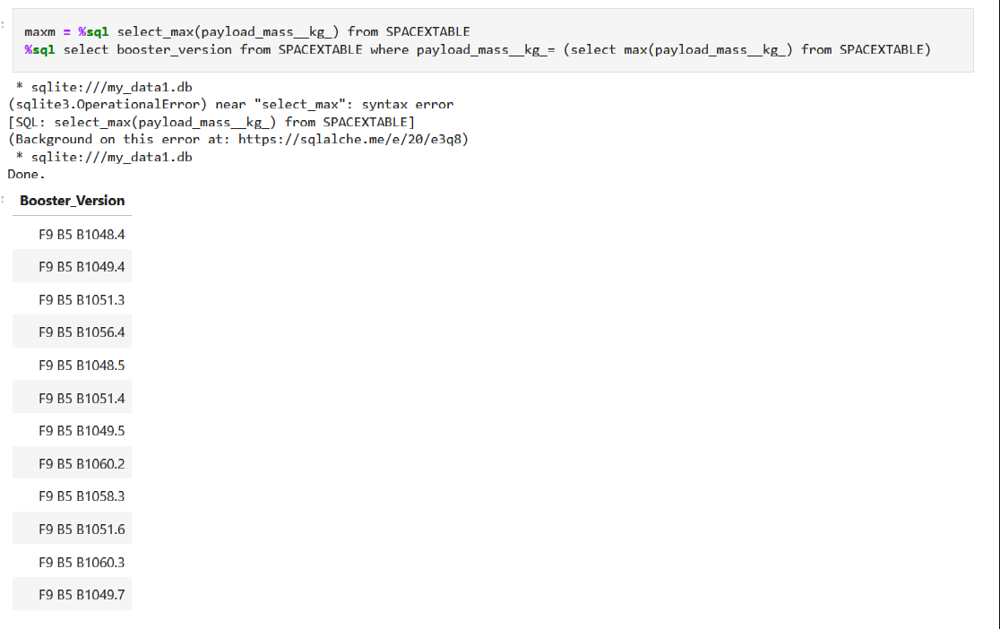 :
maxm = %sql select_max(payload_mass__kg_) from SPACEXTABLE
%sql select booster_version from SPACEXTABLE where payload_mass__kg_= (select max(payload_mass__kg_) from SPACEXTABLE)
* sqlite:///my_data1.db
(sqlite3.OperationalError) near "select_max": syntax error
[SQL: select_max(payload_mass__kg_) from SPACEXTABLE]
(Background on this error at: https://sqlalche.me/e/20/e3q8)
* sqlite:///my_data1.db
Done.
:
Booster_Version
F9 B5 B1048.4
F9 B5 B1049.4
F9 B5 B1051.3
F9 B5 B1056.4
F9 B5 B1048.5
F9 B5 B1051.4
F9 B5 B1049.5
F9 B5 B1060.2
F9 B5 B1058.3
F9 B5 B1051.6
F9 B5 B1060.3
F9 B5 B1049.7